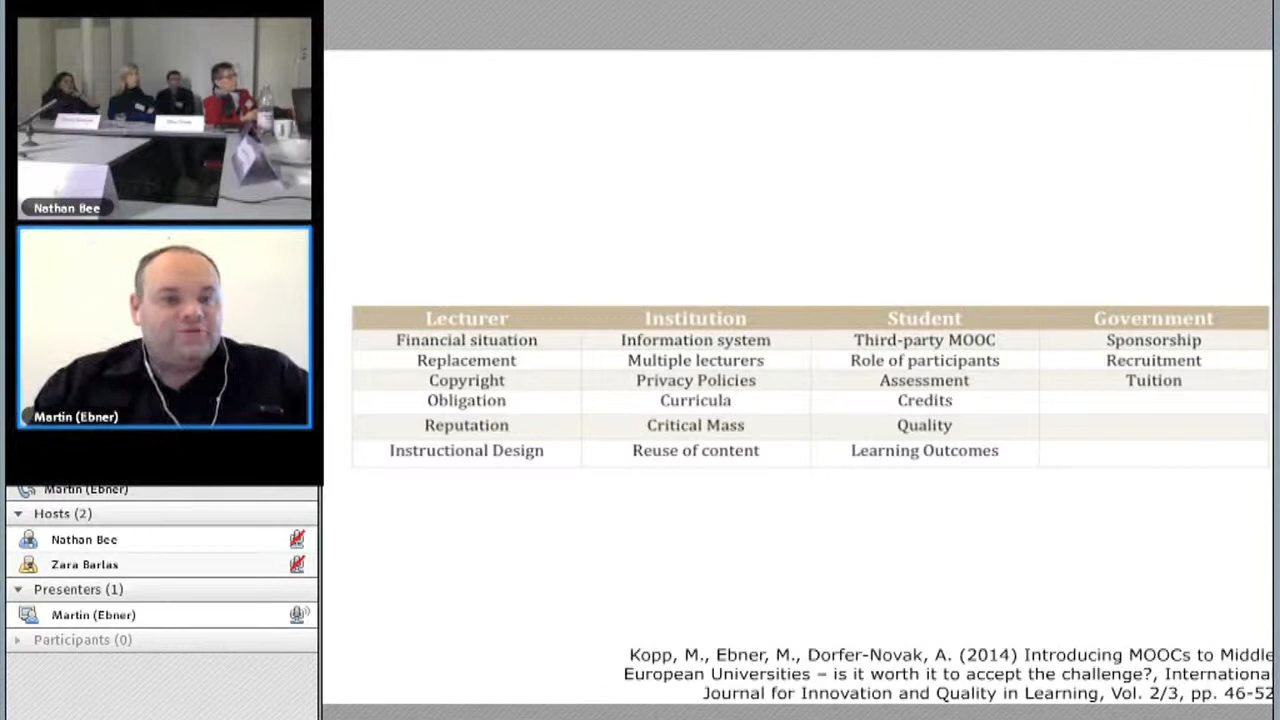 Nathan Bee
Martin (Ebner)
Martin (Ebner)
Hosts (2)
Nathan Bee
Zara Barlas
Presenters (1)
Martin (Ebner)
Participants (0)
Lecturer Institution Student Government
Financial situation Information system Third-party MOOC Sponsorship
Replacement Multiple lecturers Role of participants Recruitment
Copyright Privacy Policies Assessment Tuition
Obligation Curricula Credits
Reputation Critical Mass Quality
Instructional Design Reuse of content Learning Outcomes
Kopp, M., Ebner, M., Dorfer-Novak, A. (2014) Introducing MOOCs to Middle
European Universities – is it worth it to accept the challenge?, Internationa
Journal for Innovation and Quality in Learning, Vol. 2/3, pp. 46-52